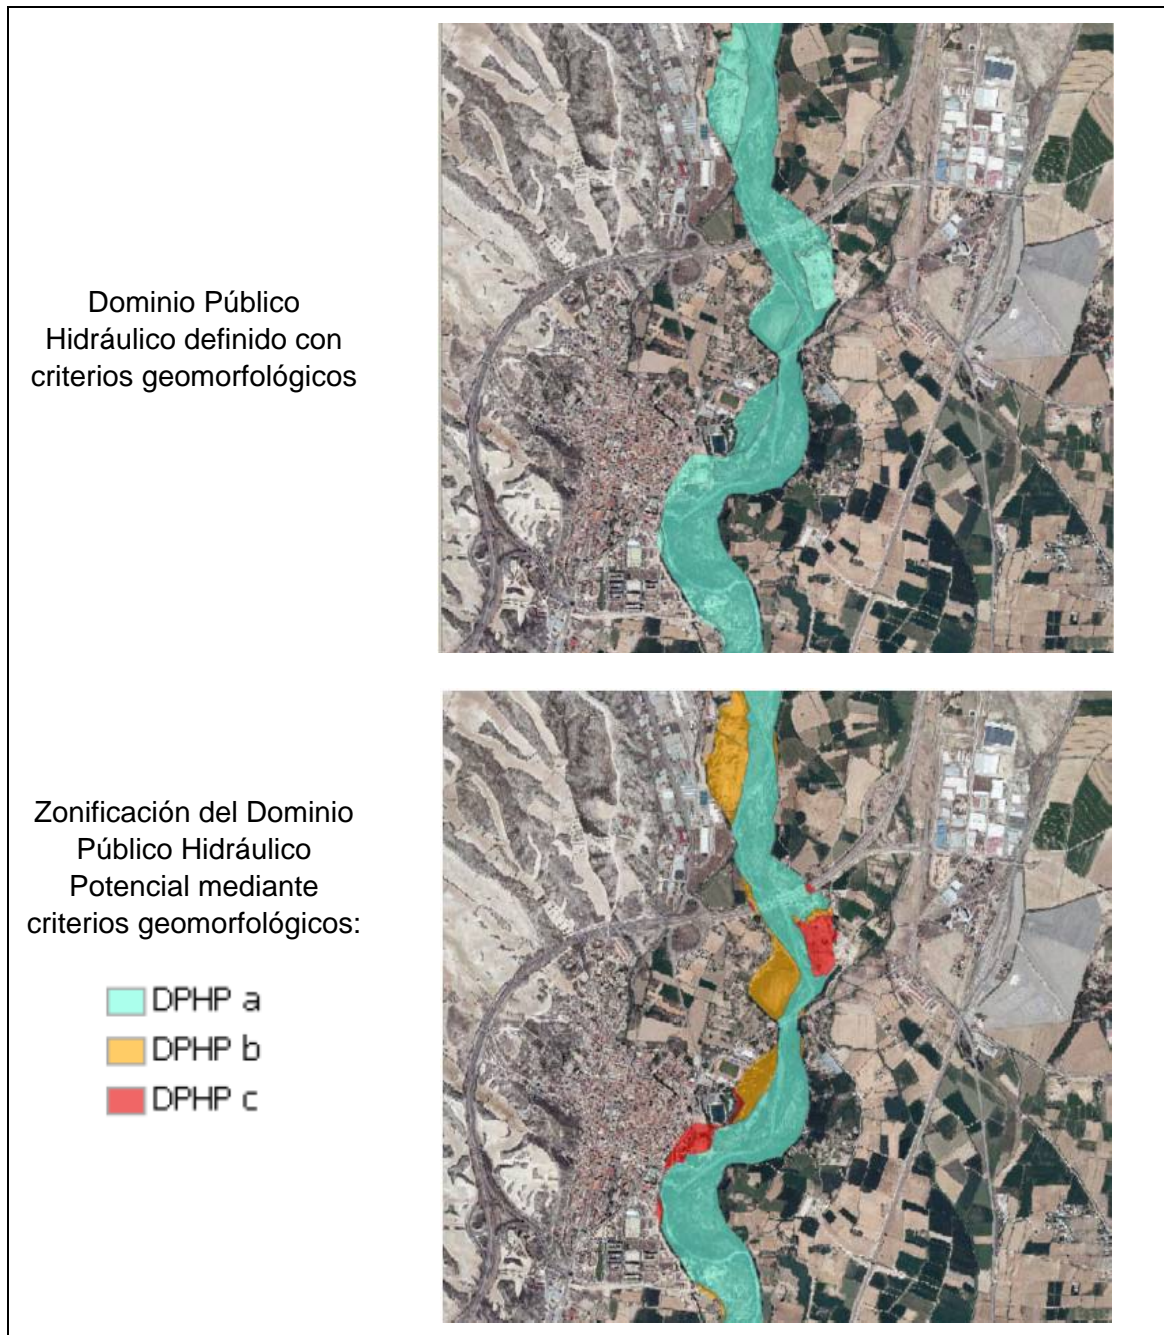 Dominio Público
Hidráulico definido con
criterios geomorfológicos
Zonificación del Dominio
Público Hidráulico
Potencial mediante
criterios geomorfológicos:
DPHP a
DPHP b
DPHP c